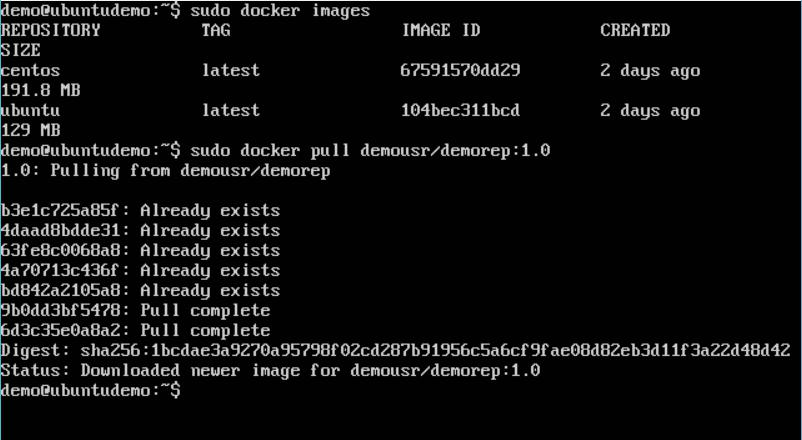 demo@ubuntudemo:~$ sudo docker images
REPOSITORY TAG IMAGE ID CREATED
SIZE
centos latest 67591570dd29 2 days ago
191.8 MB
ubuntu latest 104bec311bcd 2 days ago
129 MB
demo@ubuntudemo:~$ sudo docker pull demousr/demorep:1.0
1.0: Pulling from demousr/demorep
b3e1c725a85f: Already exists
4daad8bdde31: Already exists
63fe8c0068a8: Already exists
4a70713c436f: Already exists
bd842a2105a8: Already exists
9b0dd3bf5478: Pull complete
6d3c35e0a8a2: Pull complete
Digest: sha256:1bcdae3a9270a95798f02cd287b91956c5a6cf9fae08d82eb3d11f3a22d48d42
Status: Downloaded newer image for demousr/demorep:1.0
demo@ubuntudemo:~$